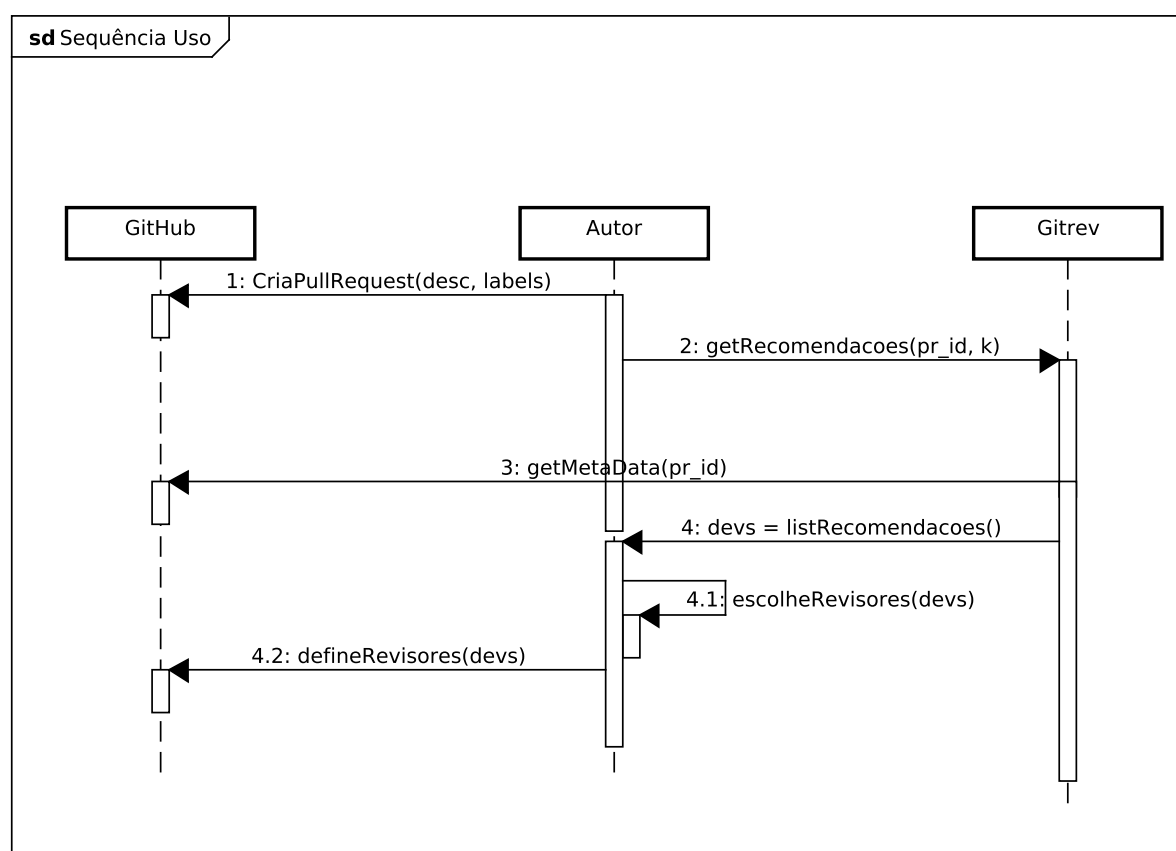 sd Sequência Uso
GitHub
Autor
Gitrev
1: CriaPullRequest(desc, labels)
2: getRecomendacoes(pr_id, k)
3: getMetaData(pr_id)
4: devs = listRecomendacoes()
4.1: escolheRevisores(devs)
4.2: defineRevisores(devs)